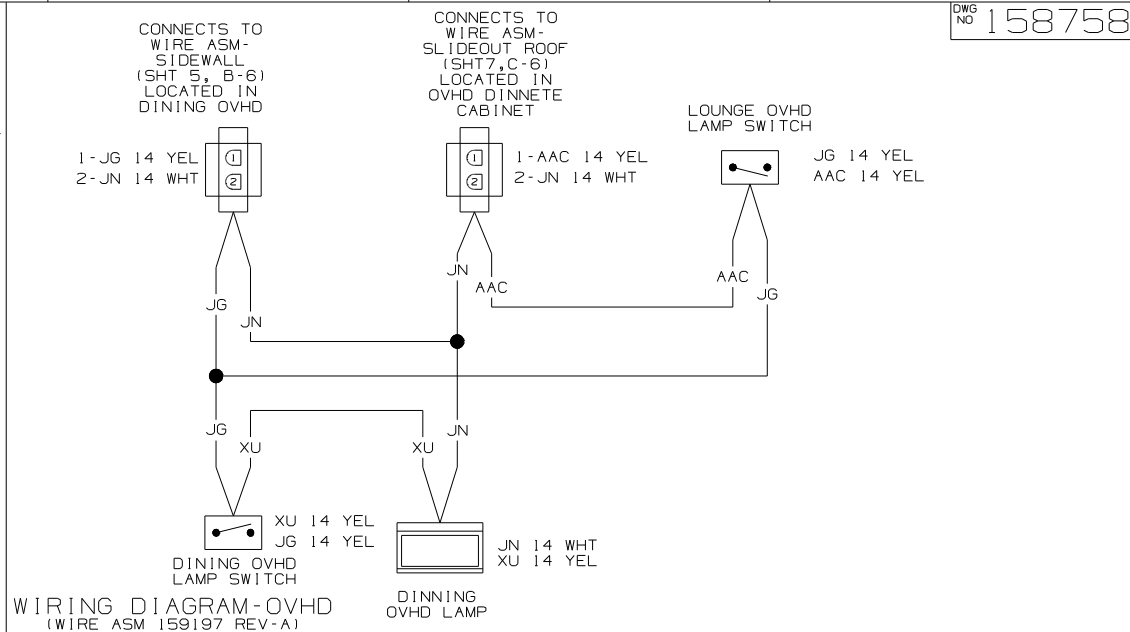 CONNECTS TO
WIRE ASM-
SIDEWALL
(SHT 5, B-6)
LOCATED IN
DINING OVHD
CONNECTS TO
WIRE ASM-
SLIDEOUT ROOF
(SHT7,C-6)
LOCATED IN
OVHD DINNETE
CABINET
DWG
NO 158758
LOUNGE OVHD
LAMP SWITCH
1-JG 14 YEL
2-JN 14 WHT
1
2
1
2
1-AAC 14 YEL
2-JN 14 WHT
JG 14 YEL
AAC 14 YEL
JN
AAC
AAC
JG
JG
JN
JG
XU
XU
JN
XU 14 YEL
JG 14 YEL
DINING OVHD
LAMP SWITCH
JN 14 WHT
XU 14 YEL
DINNING
OVHD LAMP
WIRING DIAGRAM-OVHD
(WIRE ASM 159197 REV-A)